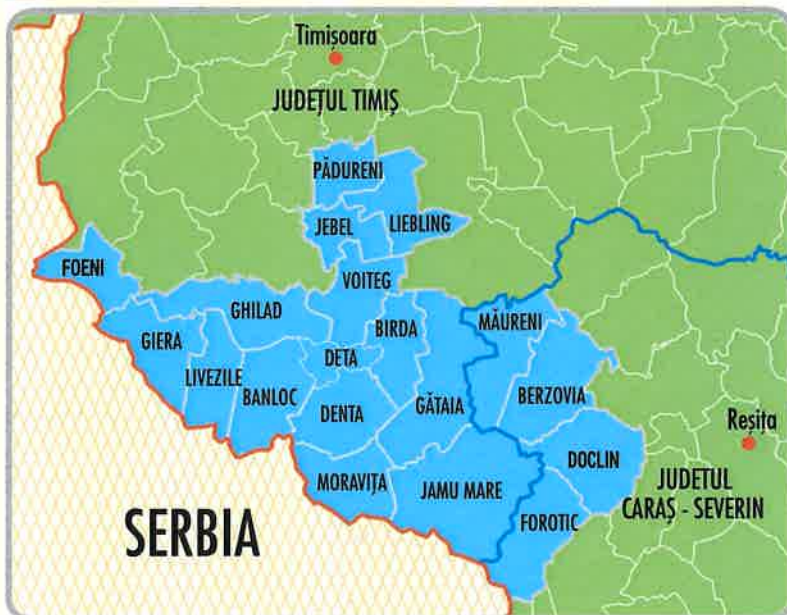 Timișoara
JUDEȚUL TIMIȘ
PĂDURENI
JEBEL
LIEBLING
FOENI
VOITEG
GHILAD
GIERA
BIRDA
MĂURENI
LIVEZILE
DETA
BANLOC
BERZOVIA
DENTA
GĂTAIA
Reșița
DOCLIN
MORAVIȚA
JAMU MARE
JUDETUL
CARAȘ - SEVERIN
FOROTIC
SERBIA